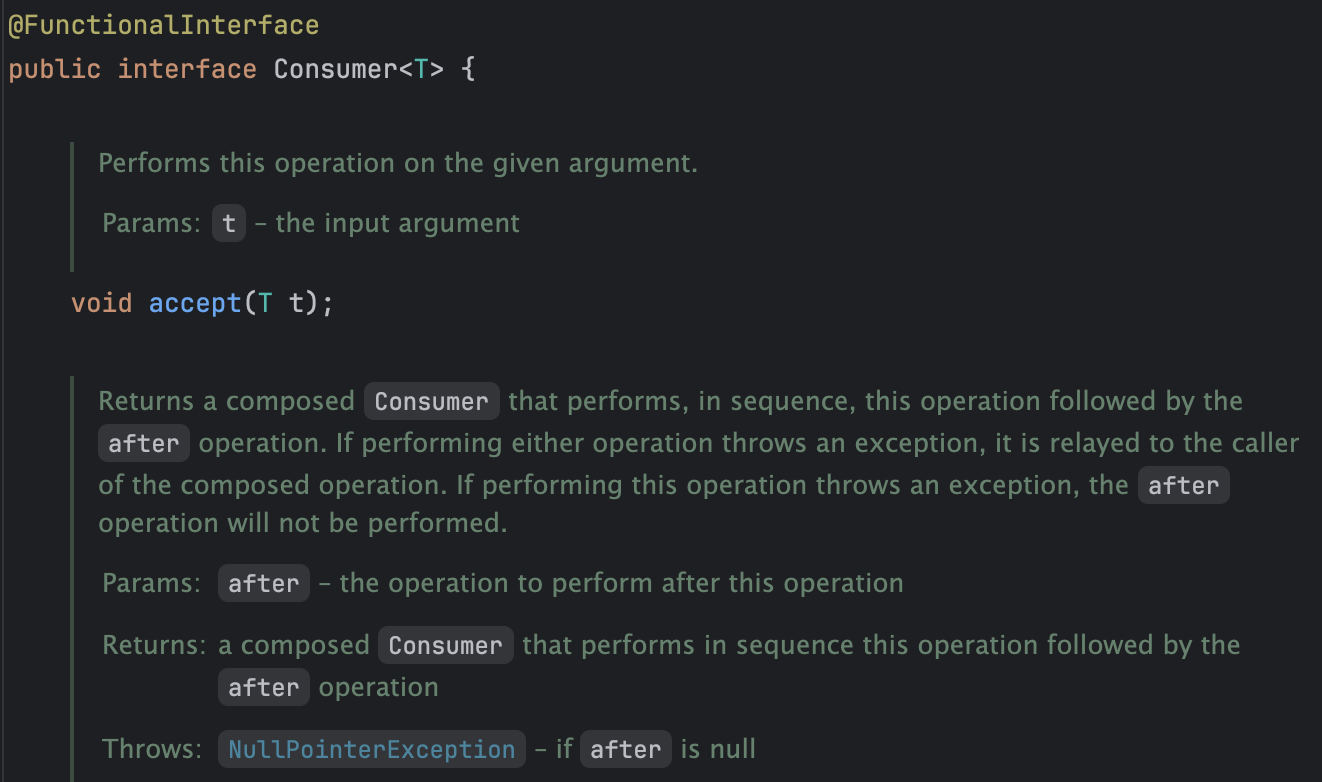 @FunctionalInterface
public interface Consumer<T> {
Performs this operation on the given argument.
Params: t – the input argument
void accept(T t);
Returns a composed Consumer that performs, in sequence, this operation followed by the
after operation. If performing either operation throws an exception, it is relayed to the caller
of the composed operation. If performing this operation throws an exception, the after
operation will not be performed.
Params: after – the operation to perform after this operation
Returns: a composed Consumer that performs in sequence this operation followed by the
after operation
Throws: NullPointerException – if after is null